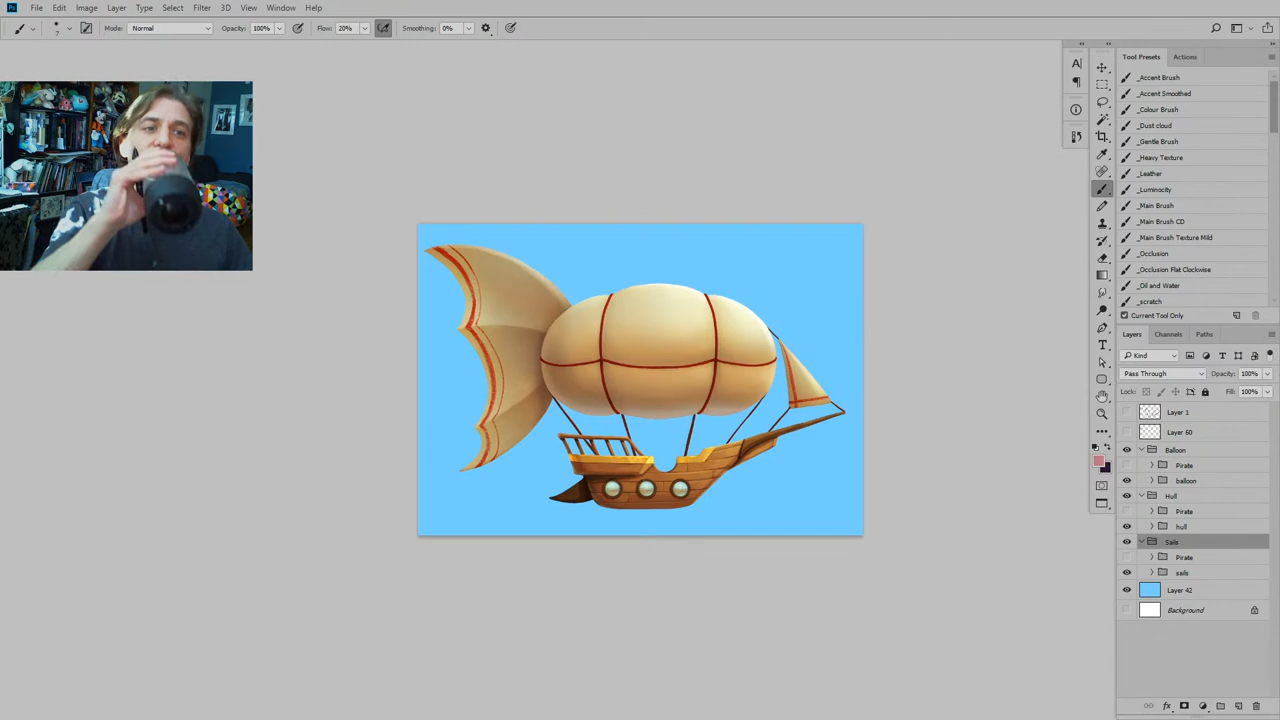 Ps File Edit Image Layer Type Select Filter 3D View Window Help
7 Mode: Normal Opacity: 100% Flow: 20% Smoothing: 0%
Tool Presets Actions
_Accent Brush
_Accent Smoothed
_Colour Brush
_Dust cloud
_Gentle Brush
_Heavy Texture
_Leather
_Luminocity
_Main Brush
_Main Brush CD
_Main Brush Texture Mild
_Occlusion
_Occlusion Flat Clockwise
_Oil and Water
_scratch
Current Tool Only
Layers Channels Paths
Kind
Pass Through Opacity: 100%
Lock: Fill: 100%
Layer 1
Layer 60
Balloon
Pirate
balloon
Hull
Pirate
hull
Sails
Pirate
sails
Layer 42
Background
fx